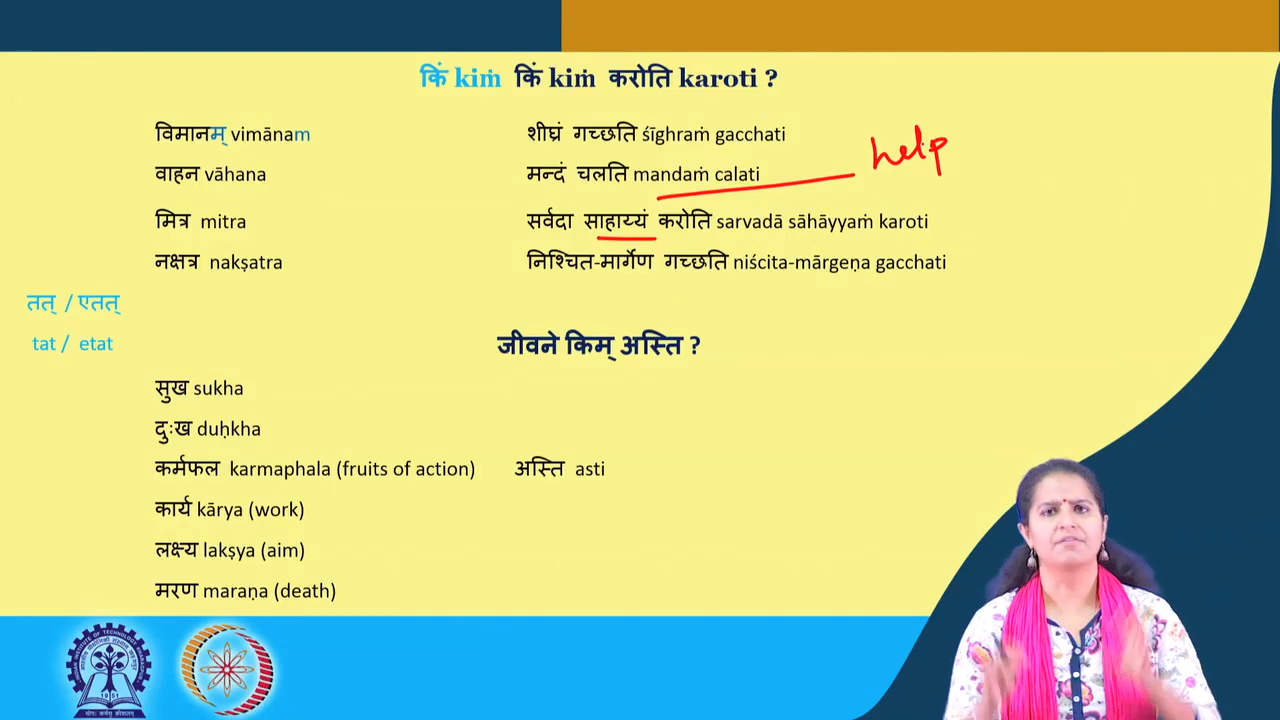 किं kiṁ किं kiṁ करोति karoti ?
विमानम् vimānam शीघ्रं गच्छति śīghraṁ gacchati
help
वाहन vāhana मन्दं चलति mandaṁ calati
मित्र mitra सर्वदा साहाय्यं करोति sarvadā sāhāyyaṁ karoti
नक्षत्र nakṣatra निश्चित-मार्गेण गच्छति niścita-mārgeṇa gacchati
तत् / एतत्
tat / etat
जीवने किम् अस्ति ?
सुख sukha
दुःख duḥkha
कर्मफल karmaphala (fruits of action) अस्ति asti
कार्य kārya (work)
लक्ष्य lakṣya (aim)
मरण maraṇa (death)
1951